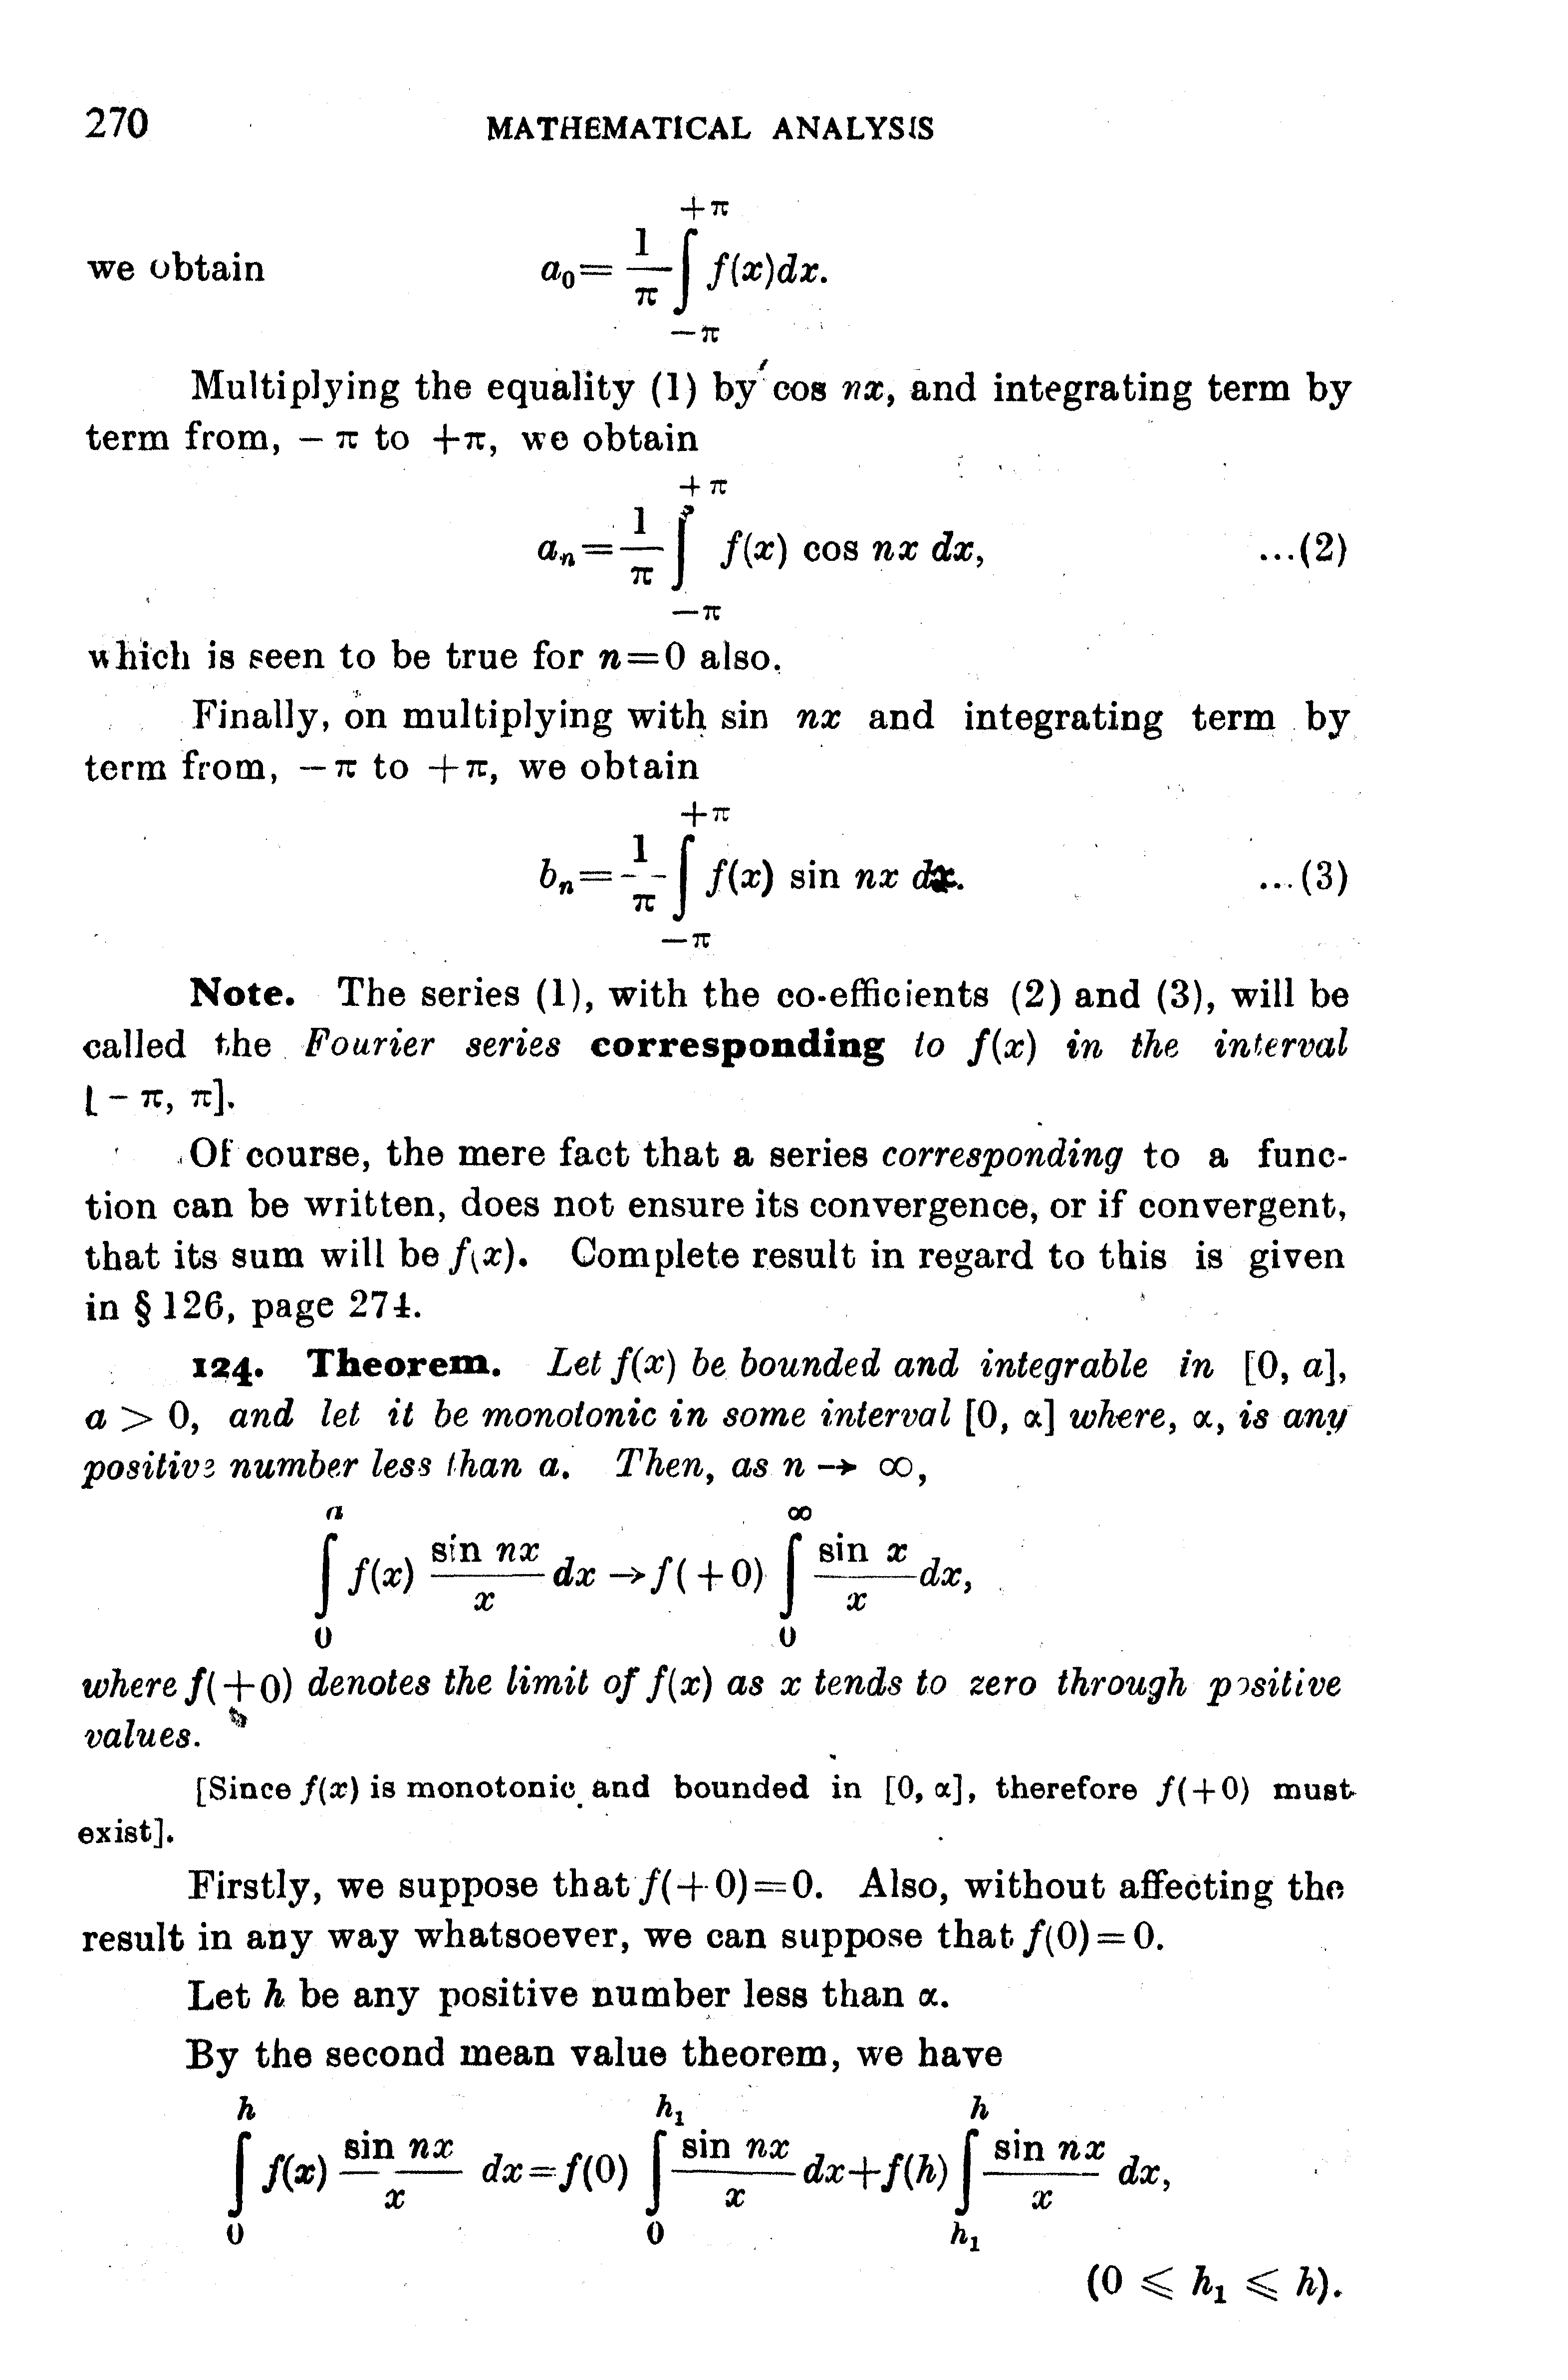 270 MATHEMATICAL ANALYSIS
we obtain $a_0 = \frac{1}{\pi} \int_{-\pi}^{+\pi} f(x)dx.$
Multiplying the equality (1) by cos nx, and integrating term by
term from, − π to +π, we obtain
$a_n = \frac{1}{\pi} \int_{-\pi}^{+\pi} f(x) \cos nx \, dx,$ ...(2)
which is seen to be true for n=0 also.
Finally, on multiplying with sin nx and integrating term by
term from, −π to +π, we obtain
$b_n = \frac{1}{\pi} \int_{-\pi}^{+\pi} f(x) \sin nx \, dx.$ ...(3)
Note. The series (1), with the co-efficients (2) and (3), will be
called the Fourier series corresponding to f(x) in the interval
[− π, π].
Of course, the mere fact that a series corresponding to a func-
tion can be written, does not ensure its convergence, or if convergent,
that its sum will be f(x). Complete result in regard to this is given
in § 126, page 274.
124. Theorem. Let f(x) be bounded and integrable in [0, a],
a > 0, and let it be monotonic in some interval [0, α] where, α, is any
positive number less than a. Then, as n → ∞,
$\int_0^a f(x) \frac{\sin nx}{x} dx \to f(+0) \int_0^\infty \frac{\sin x}{x} dx,$
where f(+0) denotes the limit of f(x) as x tends to zero through positive
values.
[Since f(x) is monotonic and bounded in [0, α], therefore f(+0) must
exist].
Firstly, we suppose that f(+0)=0. Also, without affecting the
result in any way whatsoever, we can suppose that f(0)=0.
Let h be any positive number less than α.
By the second mean value theorem, we have
$\int_0^h f(x) \frac{\sin nx}{x} dx = f(0) \int_0^{h_1} \frac{\sin nx}{x} dx + f(h) \int_{h_1}^h \frac{\sin nx}{x} dx,$
$(0 \leqslant h_1 \leqslant h).$